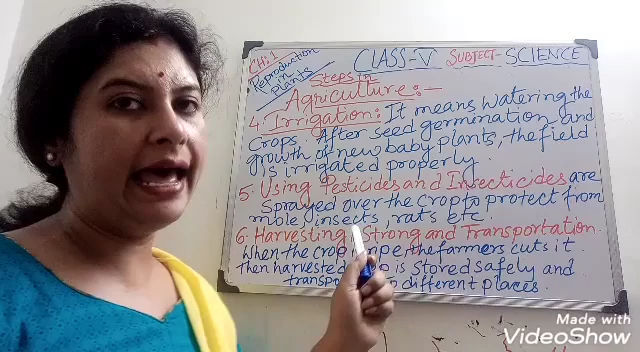 CH:1
Reproduction
in
plants
CLASS-V SUBJECT-SCIENCE
Steps in
Agriculture:-
4. Irrigation: It means watering the
Crops. After seed germination and
growth of new baby plants, the field
is irrigated properly.
5. Using Pesticides and Insecticides are
sprayed over the crop to protect from
mole, insects, rats etc.
6. Harvesting, Strong and Transportation
When the crop ripe, the farmers cuts it.
Then harvested is stored safely and
different places.
Made with
VideoShow